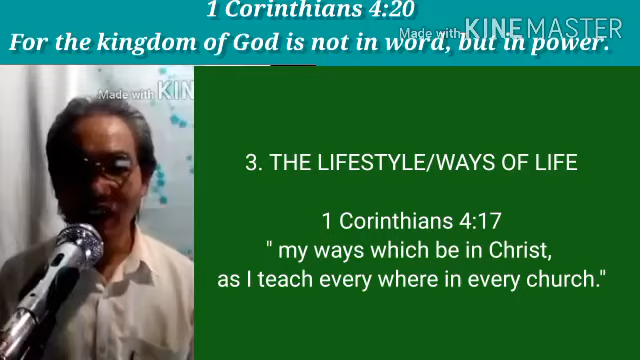 1 Corinthians 4:20
Made with KINEMASTER
For the kingdom of God is not in word, but in power.
Made with KIN
3. THE LIFESTYLE/WAYS OF LIFE
1 Corinthians 4:17
" my ways which be in Christ,
as I teach every where in every church."